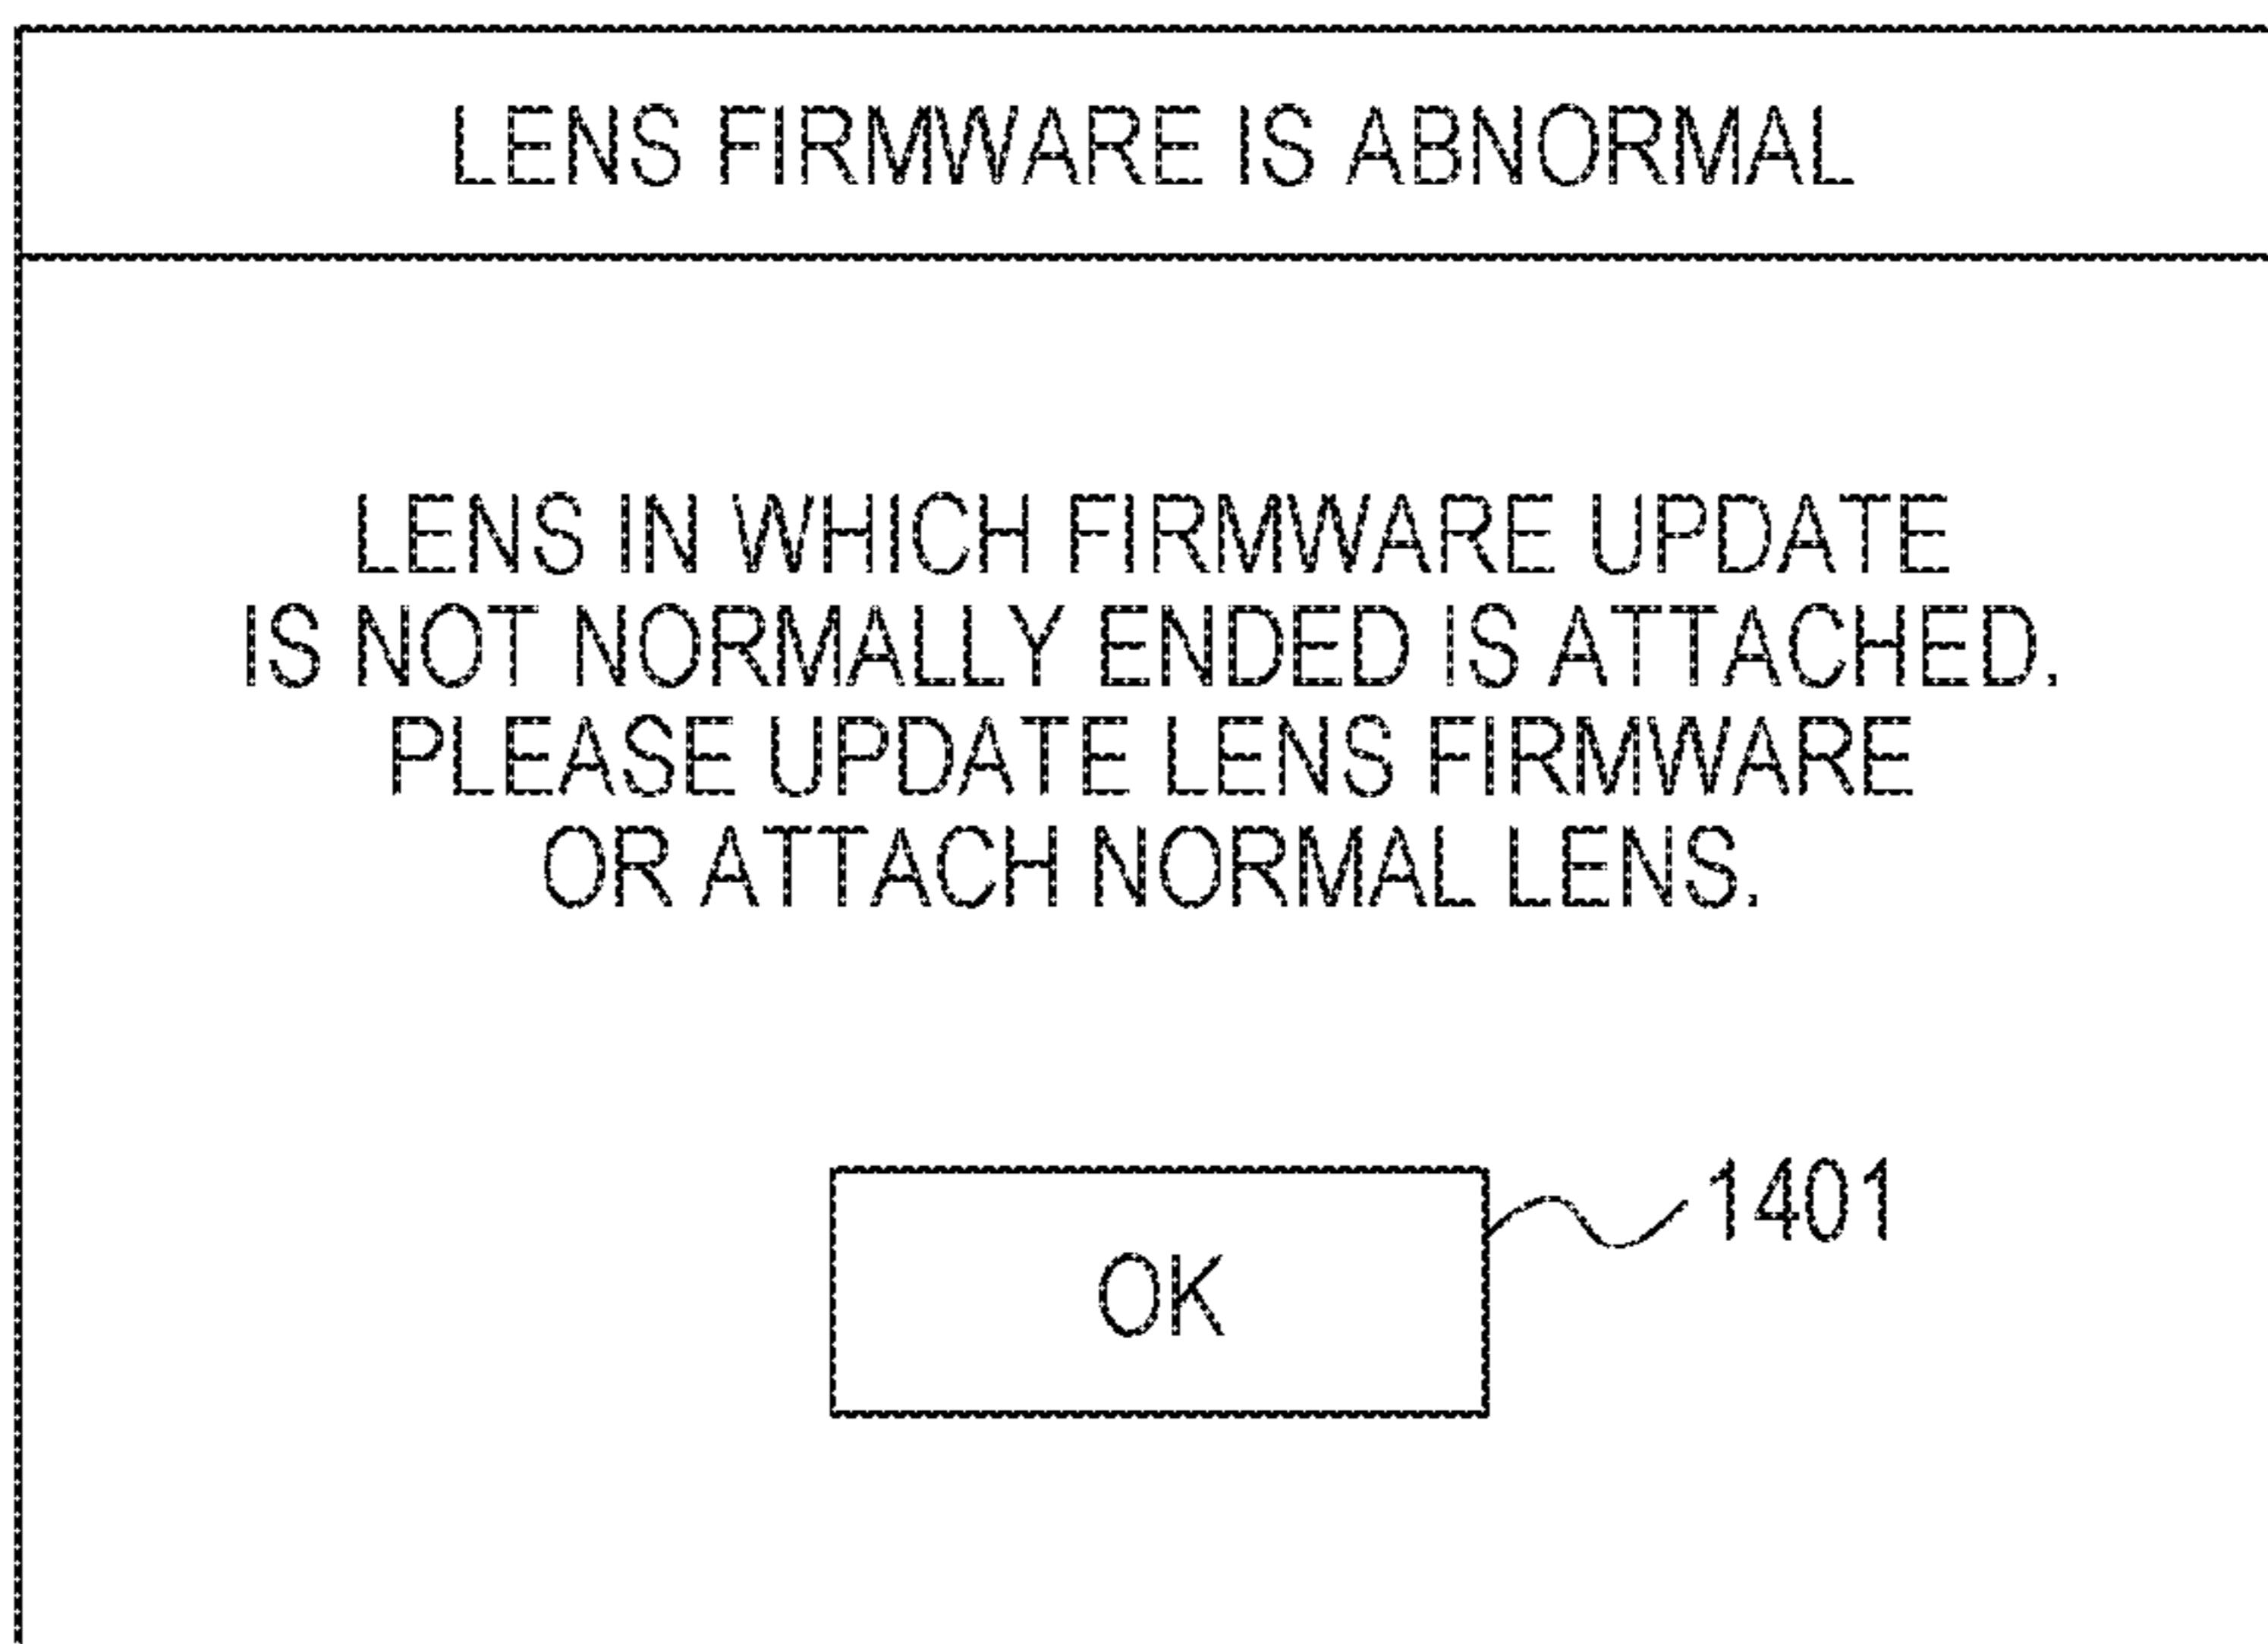 LENS FIRMWARE IS ABNORMAL
LENS IN WHICH FIRMWARE UPDATE
IS NOT NORMALLY ENDED IS ATTACHED.
PLEASE UPDATE LENS FIRMWARE
OR ATTACH NORMAL LENS.
1401
OK